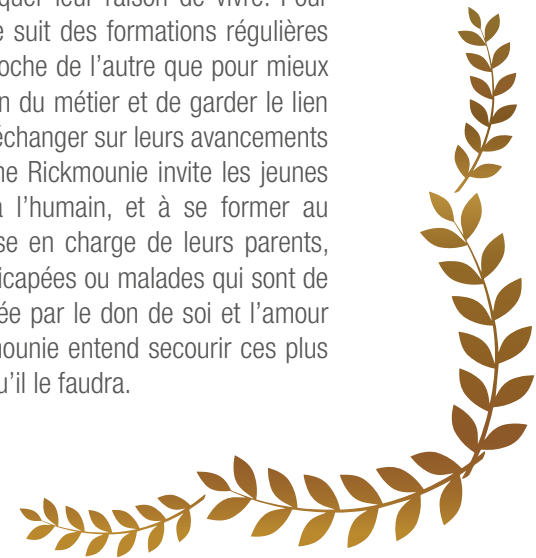 quer leur raison de vivre. Pour
suit des formations régulières
oche de l’autre que pour mieux
n du métier et de garder le lien
échanger sur leurs avancements
ne Rickmounie invite les jeunes
l’humain, et à se former au
se en charge de leurs parents,
icapées ou malades qui sont de
ée par le don de soi et l’amour
mounie entend secourir ces plus
u’il le faudra.